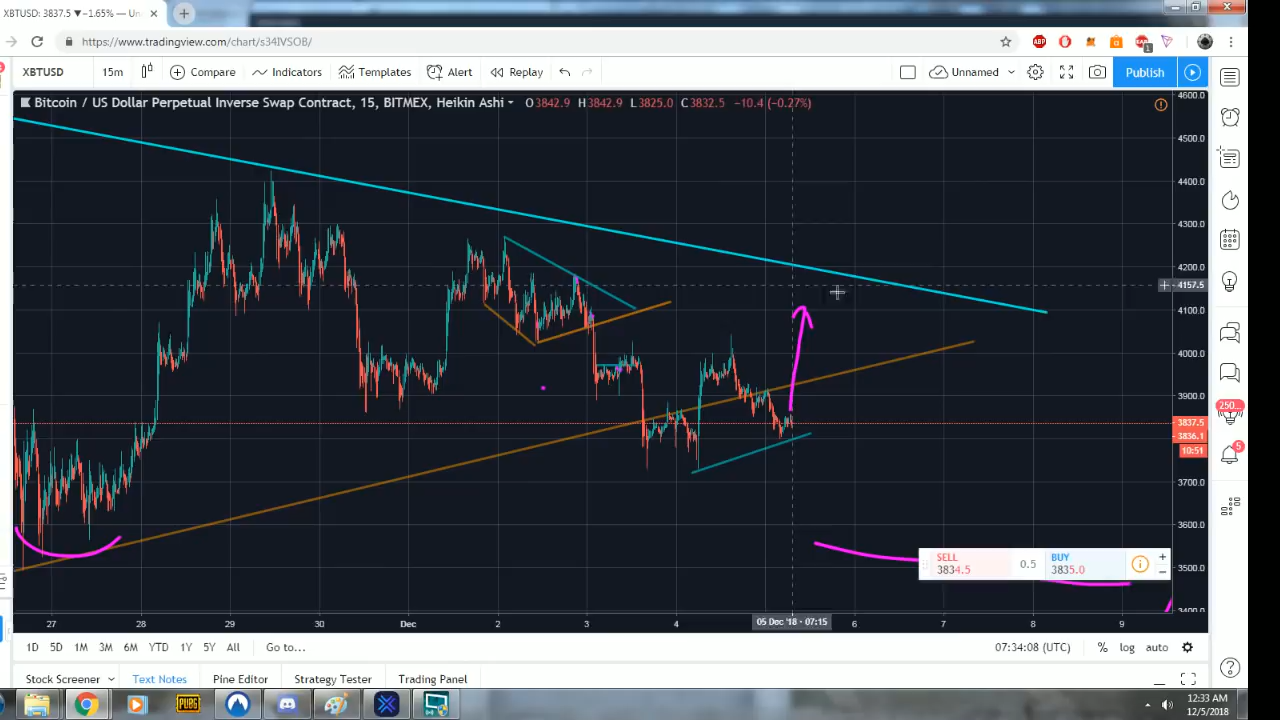 XBTUSD: 3837.5 ▼−1.65% — Un
https://www.tradingview.com/chart/s34IVSOB/
ABP
1
XBTUSD 15m Compare Indicators Templates Alert Replay Unnamed Publish
Bitcoin / US Dollar Perpetual Inverse Swap Contract, 15, BITMEX, Heikin Ashi O3842.9 H3842.9 L3825.0 C3832.5 −10.4 (−0.27%)
4600.0
4500.0
4400.0
4300.0
4200.0
4157.5
4100.0
4000.0
3900.0
3837.5
3836.1
10:51
3700.0
3600.0
3500.0
3400.0
250...
5
SELL
3834.5
0.5
BUY
3835.0
27 28 29 30 Dec 2 3 4 05 Dec '18 - 07:15 6 7 8 9
1D 5D 1M 3M 6M YTD 1Y 5Y All Go to... 07:34:08 (UTC) % log auto
Stock Screener Text Notes Pine Editor Strategy Tester Trading Panel
PUBG
12:33 AM
12/5/2018